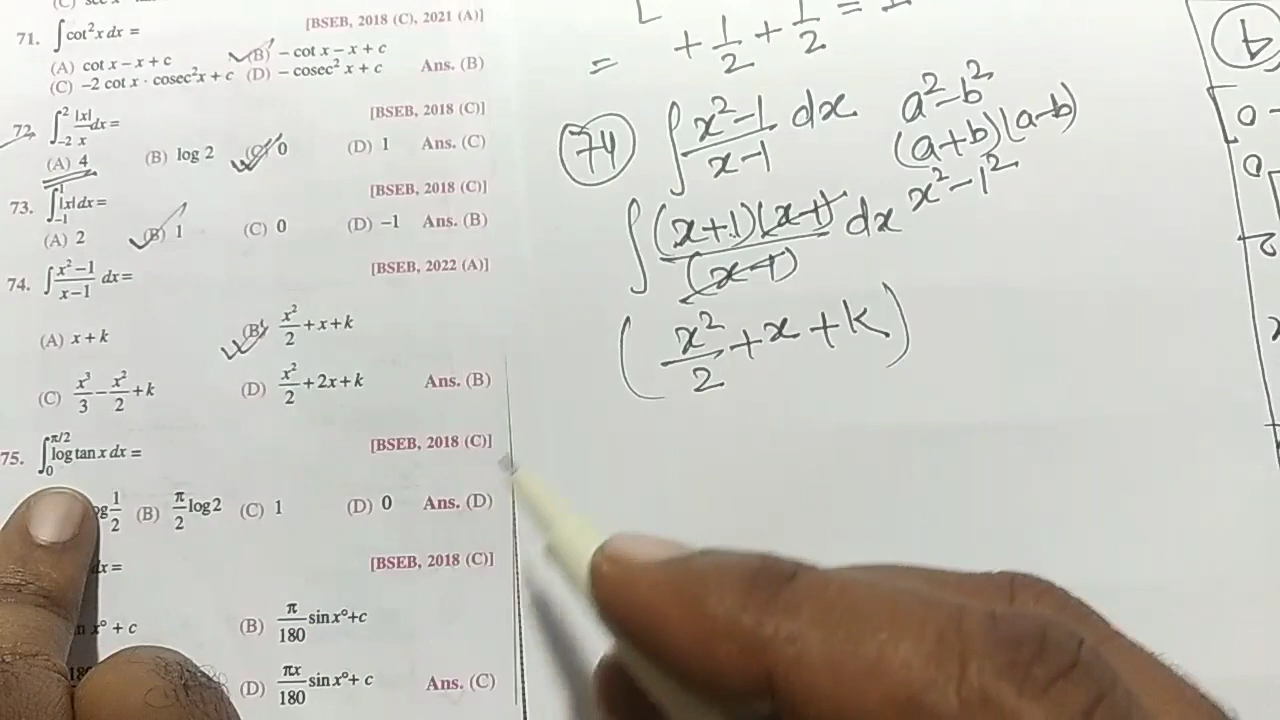 71. ∫cot²x dx = [BSEB, 2018 (C), 2021 (A)]
(A) cot x – x + c (B) – cot x – x + c
(C) –2 cot x · cosec²x + c (D) – cosec² x + c Ans. (B)
72. ∫₋₂² |x|/x dx = [BSEB, 2018 (C)]
(A) 4 (B) log 2 (C) 0 (D) 1 Ans. (C)
73. ∫₋₁¹ |x| dx = [BSEB, 2018 (C)]
(A) 2 (B) 1 (C) 0 (D) –1 Ans. (B)
74. ∫ x²–1/x–1 dx = [BSEB, 2022 (A)]
(A) x + k (B) x²/2 + x + k
(C) x³/3 – x²/2 + k (D) x²/2 + 2x + k Ans. (B)
75. ∫₀^π/2 log tan x dx = [BSEB, 2018 (C)]
1/2 (B) π/2 log 2 (C) 1 (D) 0 Ans. (D)
dx = [BSEB, 2018 (C)]
x° + c (B) π/180 sin x° + c
(D) πx/180 sin x° + c Ans. (C)
= + 1/2 + 1/2 =
74 ∫ x²–1/x–1 dx a²–b²
(a+b)(a–b)
∫ (x+1)(x–1)/(x–1) dx x²–1²
(x²/2 + x + k)
b